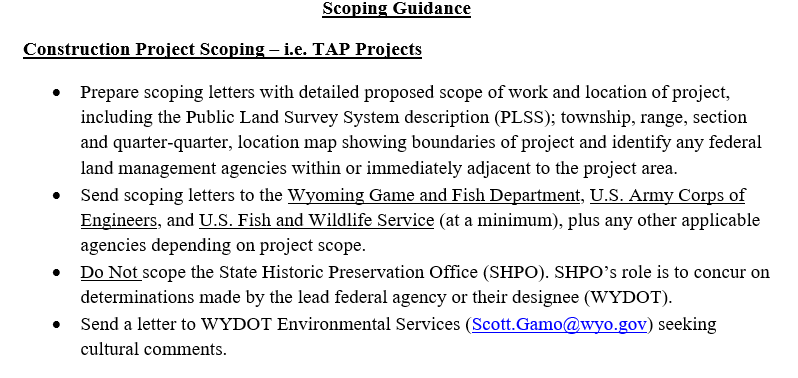 Scoping Guidance
Construction Project Scoping – i.e. TAP Projects
• Prepare scoping letters with detailed proposed scope of work and location of project,
including the Public Land Survey System description (PLSS); township, range, section
and quarter-quarter, location map showing boundaries of project and identify any federal
land management agencies within or immediately adjacent to the project area.
• Send scoping letters to the Wyoming Game and Fish Department, U.S. Army Corps of
Engineers, and U.S. Fish and Wildlife Service (at a minimum), plus any other applicable
agencies depending on project scope.
• Do Not scope the State Historic Preservation Office (SHPO). SHPO's role is to concur on
determinations made by the lead federal agency or their designee (WYDOT).
• Send a letter to WYDOT Environmental Services (Scott.Gamo@wyo.gov) seeking
cultural comments.